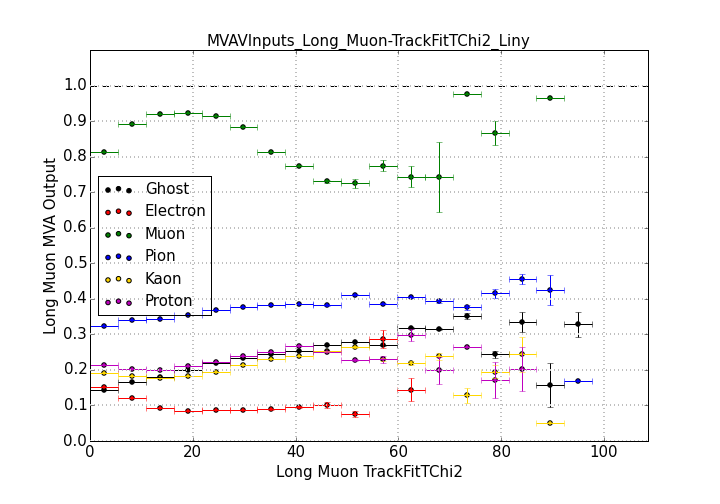 MVAVInputs_Long_Muon-TrackFitTChi2_Liny
Long Muon MVA Output
1.0
0.9
0.8
0.7
0.6
0.5
0.4
0.3
0.2
0.1
0.0
Ghost
Electron
Muon
Pion
Kaon
Proton
0 20 40 60 80 100
Long Muon TrackFitTChi2